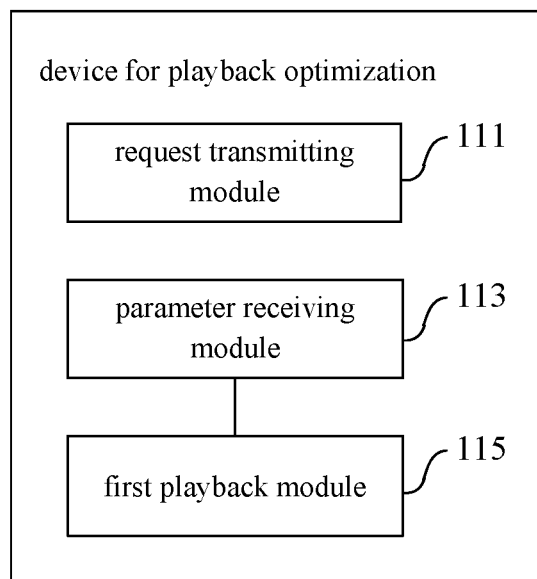 device for playback optimization
request transmitting
module
111
parameter receiving
module
113
first playback module
115